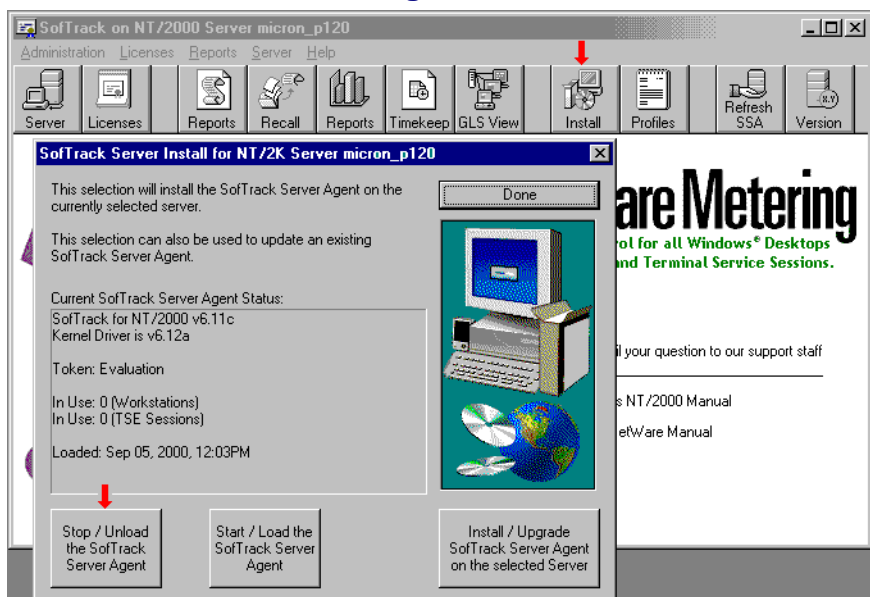 SofTrack on NT/2000 Server micron_p120
Administration Licenses Reports Server Help
Server Licenses Reports Recall Reports Timekeep GLS View Install Profiles Refresh SSA (x.y) Version
SofTrack Server Install for NT/2K Server micron_p120
This selection will install the SofTrack Server Agent on the
currently selected server.
This selection can also be used to update an existing
SofTrack Server Agent.
Current SofTrack Server Agent Status:
SofTrack for NT/2000 v6.11c
Kernel Driver is v6.12a
Token: Evaluation
In Use: 0 (Workstations)
In Use: 0 (TSE Sessions)
Loaded: Sep 05, 2000, 12:03PM
Stop / Unload
the SofTrack
Server Agent
Start / Load the
SofTrack Server
Agent
Done
Install / Upgrade
SofTrack Server Agent
on the selected Server
are Metering
ol for all Windows® Desktops
and Terminal Service Sessions.
il your question to our support staff
s NT/2000 Manual
etWare Manual